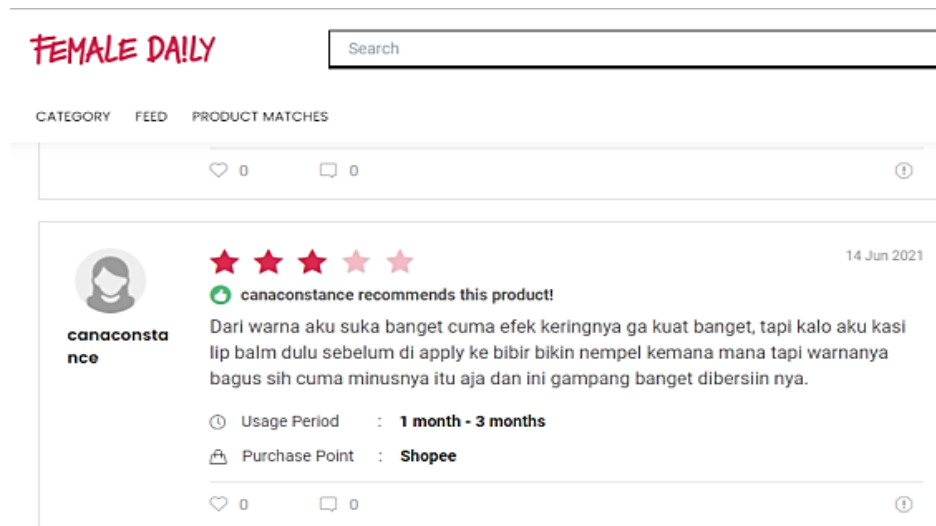 FEMALE DA!LY
Search
CATEGORY FEED PRODUCT MATCHES
0 0
14 Jun 2021
canaconstance recommends this product!
canaconsta
nce
Dari warna aku suka banget cuma efek keringnya ga kuat banget, tapi kalo aku kasi
lip balm dulu sebelum di apply ke bibir bikin nempel kemana mana tapi warnanya
bagus sih cuma minusnya itu aja dan ini gampang banget dibersiin nya.
Usage Period : 1 month - 3 months
Purchase Point : Shopee
0 0